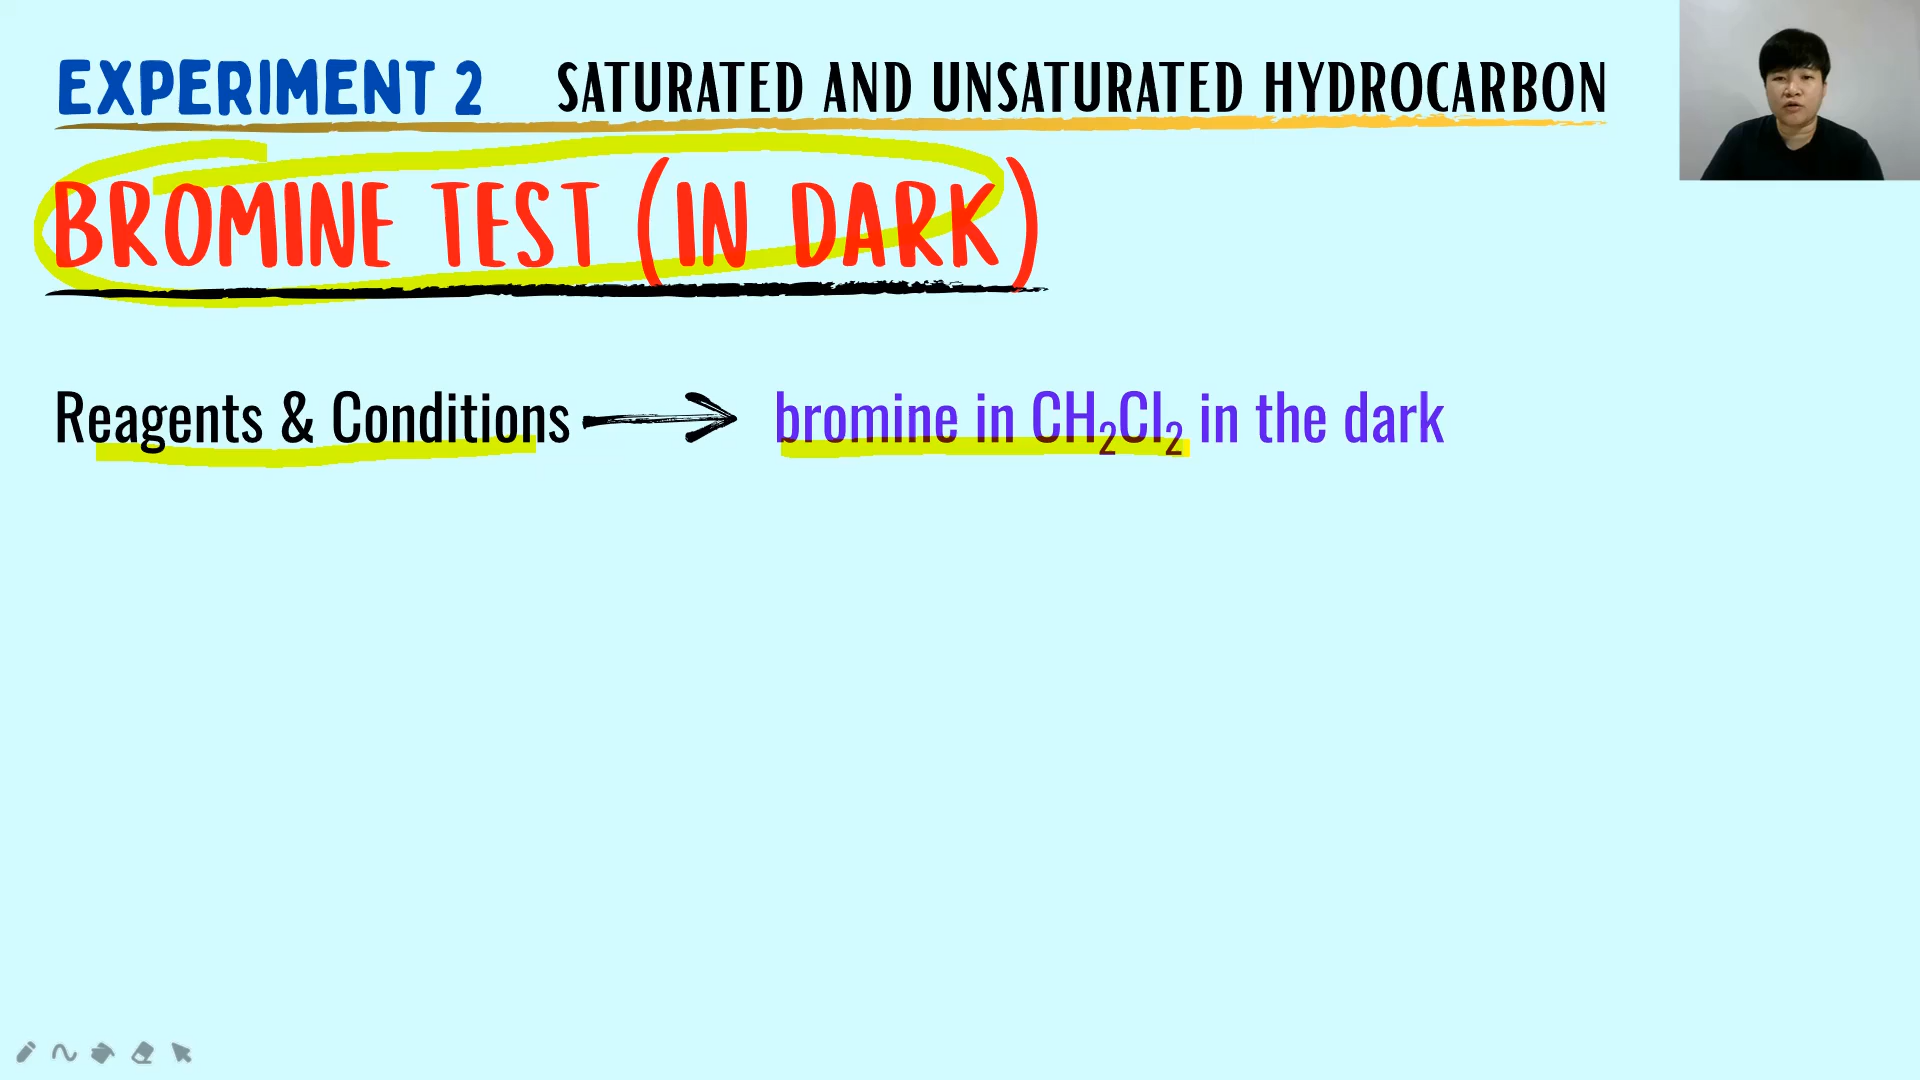 EXPERIMENT 2 SATURATED AND UNSATURATED HYDROCARBON
BROMINE TEST (IN DARK)
Reagents & Conditions → bromine in CH₂Cl₂ in the dark